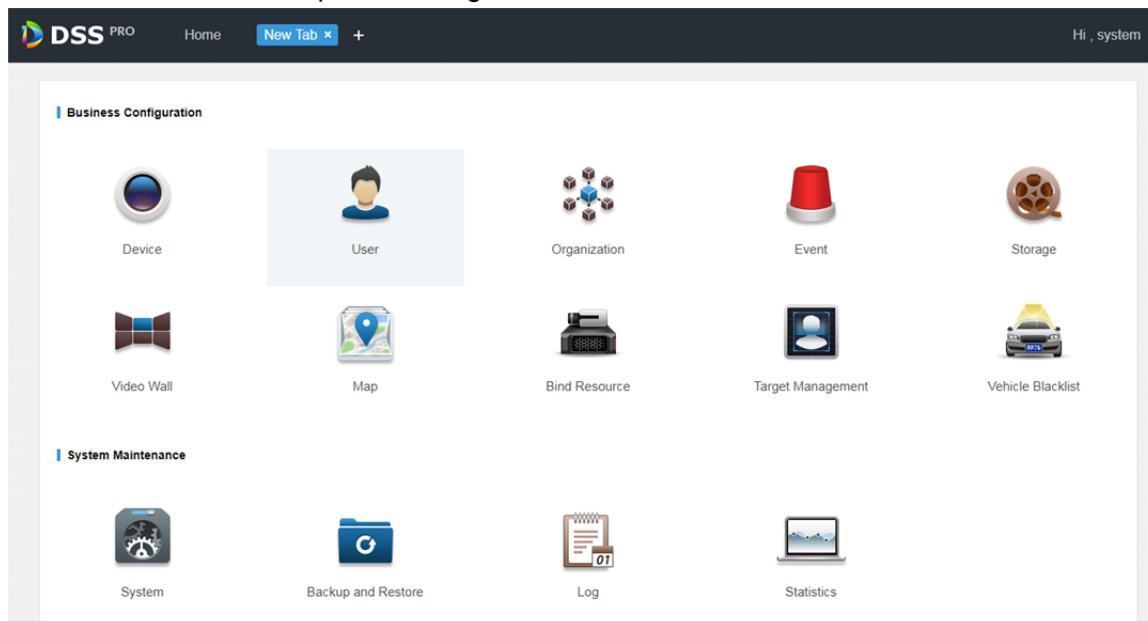 DSS PRO Home New Tab × + Hi , system
Business Configuration
Device User Organization Event Storage
Video Wall Map Bind Resource Target Management Vehicle Blacklist
System Maintenance
01
System Backup and Restore Log Statistics